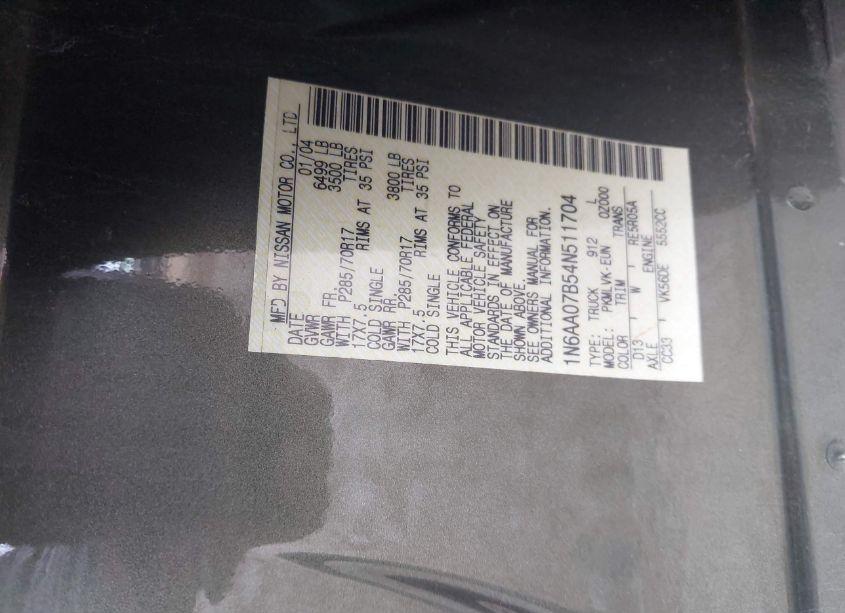 MFD BY NISSAN MOTOR CO., LTD
DATE 01/04
GVWR 6499 LB
GAWR FR. 3500 LB
WITH P285/70R17 TIRES
17X7.5 RIMS AT 35 PSI
COLD SINGLE
GAWR RR. 3800 LB
WITH P285/70R17 TIRES
17X7.5 RIMS AT 35 PSI
COLD SINGLE
THIS VEHICLE CONFORMS TO
ALL APPLICABLE FEDERAL
MOTOR VEHICLE SAFETY
STANDARDS IN EFFECT ON
THE DATE OF MANUFACTURE
SHOWN ABOVE.
SEE OWNERS MANUAL FOR
ADDITIONAL INFORMATION.
1N6AA07B54N511704
TYPE: TRUCK 912 L
MODEL: VK-EUN 0Z000
COLOR TRIM TRANS
D13 W RE5R05A
AXLE ENGINE
CC33 VK56DE 5552CC